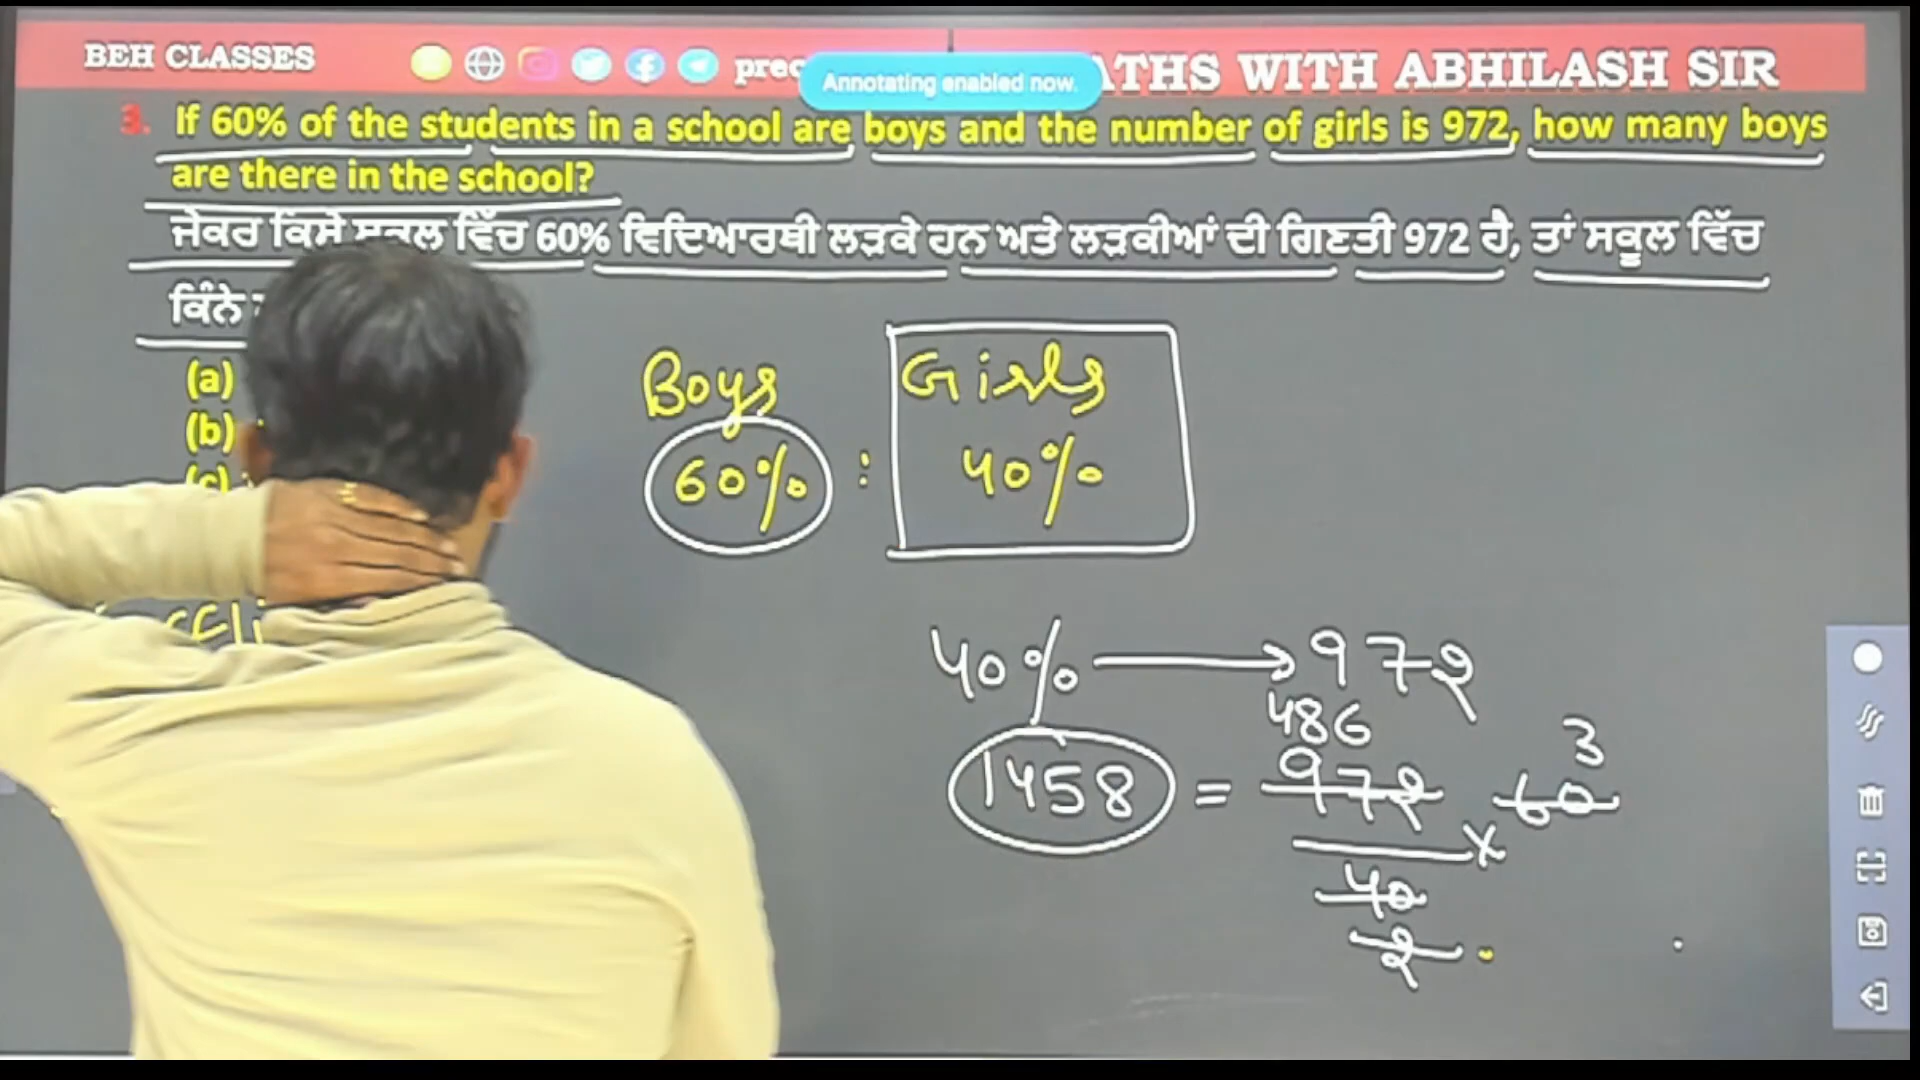 BEH CLASSES
ATHS WITH ABHILASH SIR
Annotating enabled now.
3. If 60% of the students in a school are boys and the number of girls is 972, how many boys
are there in the school?
ਜੇਕਰ ਕਿਸੇ ਸਕੂਲ ਵਿੱਚ 60% ਵਿਦਿਆਰਥੀ ਲੜਕੇ ਹਨ ਅਤੇ ਲੜਕੀਆਂ ਦੀ ਗਿਣਤੀ 972 ਹੈ, ਤਾਂ ਸਕੂਲ ਵਿੱਚ
ਕਿੰਨੇ
(a)
(b)
(c)
Boys Girls
60% : 40%
40% → 972
486
1458 = 972 × 60 3
40
2